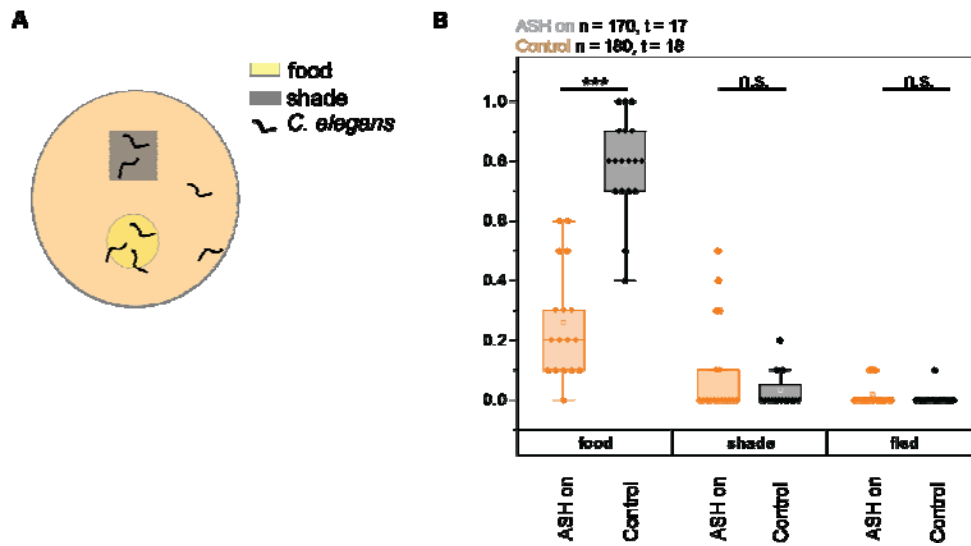 A
food
shade
C. elegans
B
ASH on n = 170, t = 17
Control n = 180, t = 18
***
n.s.
n.s.
1.0
0.8
0.6
0.4
0.2
0.0
food
shade
fled
ASH on
Control
ASH on
Control
ASH on
Control